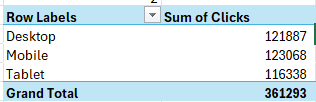 Row Labels Sum of Clicks
Desktop 121887
Mobile 123068
Tablet 116338
Grand Total 361293